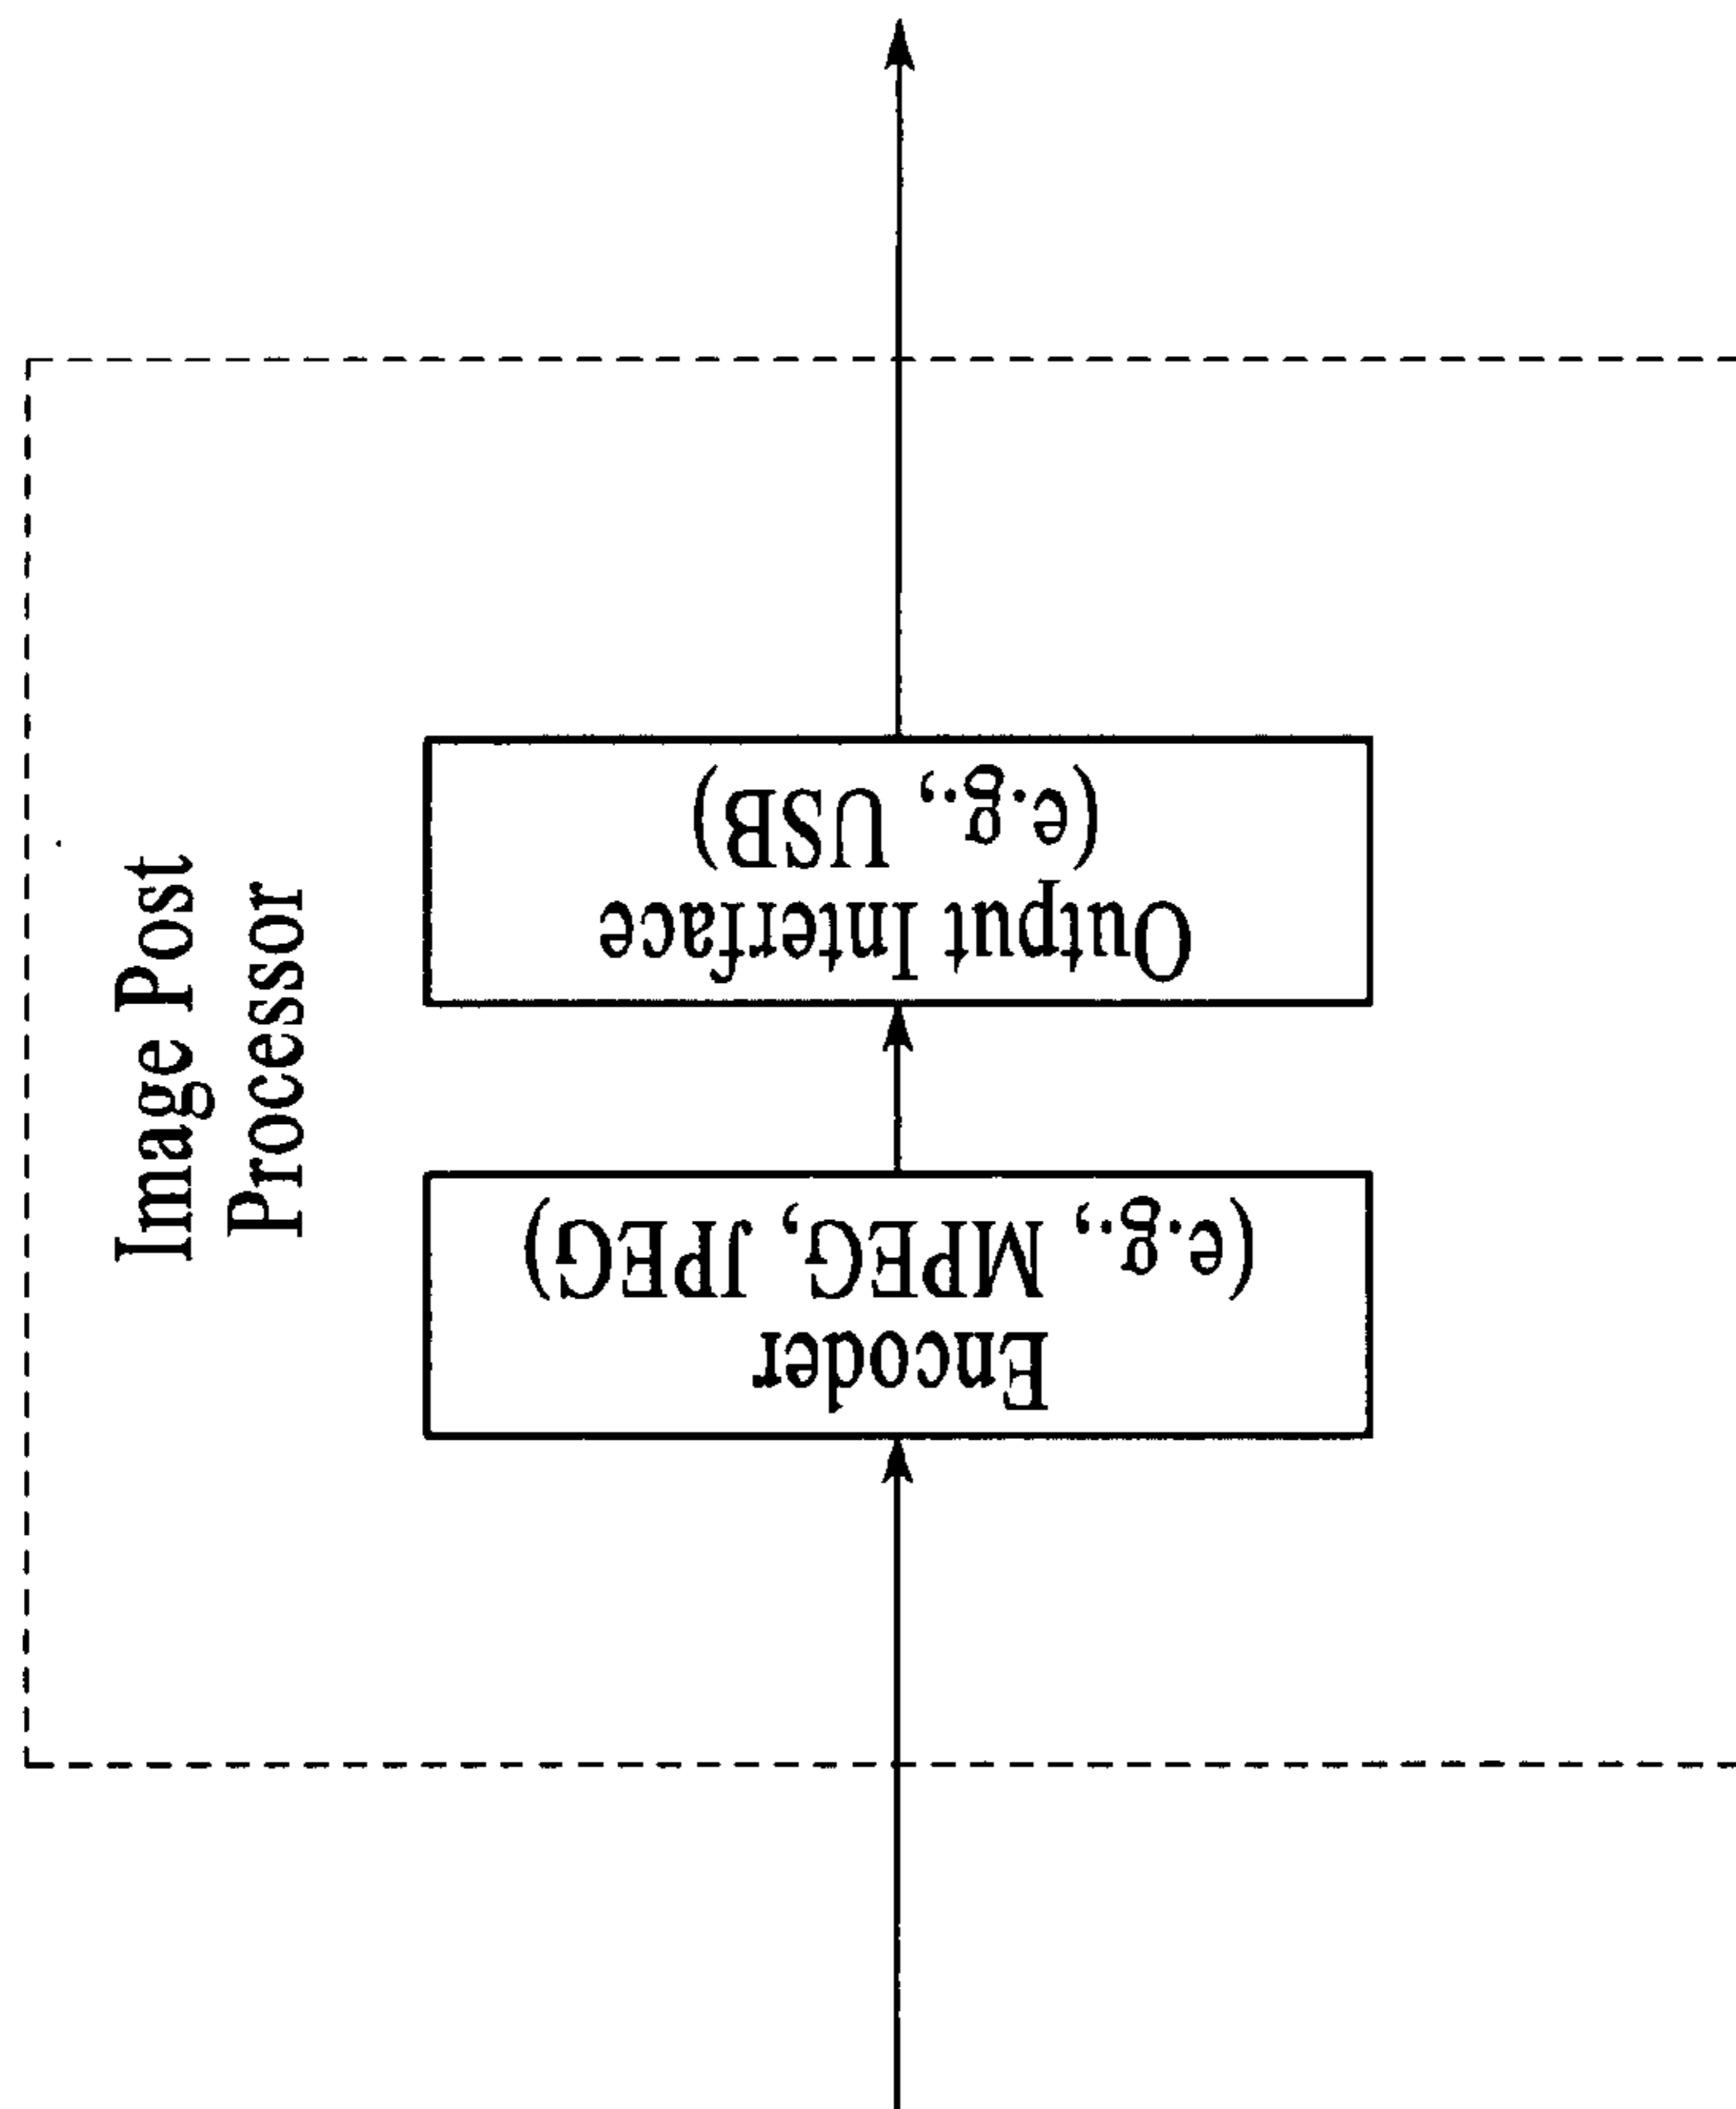 Image Post
Processor
Encoder
(e.g., MPEG, JPEG)
Output Interface
(e.g., USB)